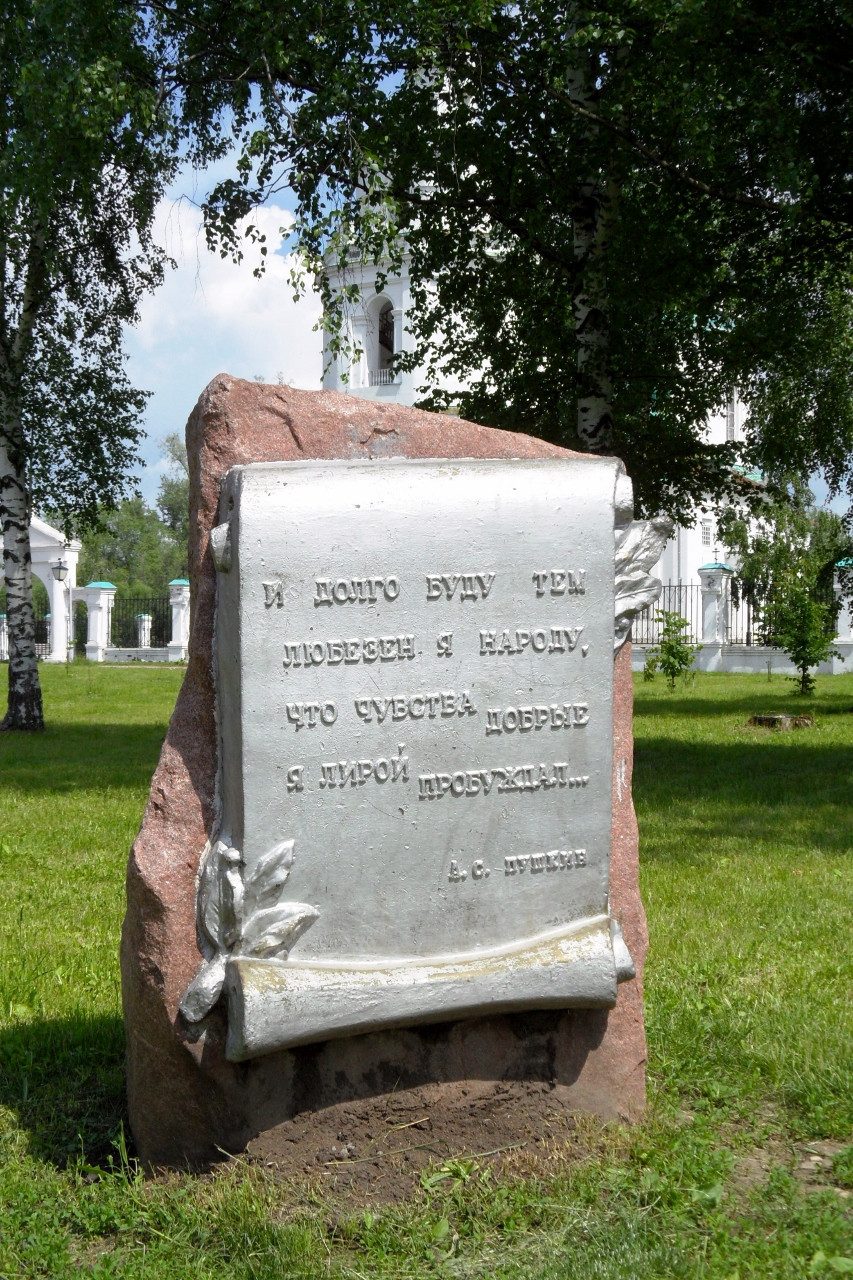 И ДОЛГО БУДУ ТЕМ
ЛЮБЕЗЕН Я НАРОДУ,
ЧТО ЧУВСТВА ДОБРЫЕ
Я ЛИРОЙ ПРОБУЖДАЛ...
А.С. ПУШКИН